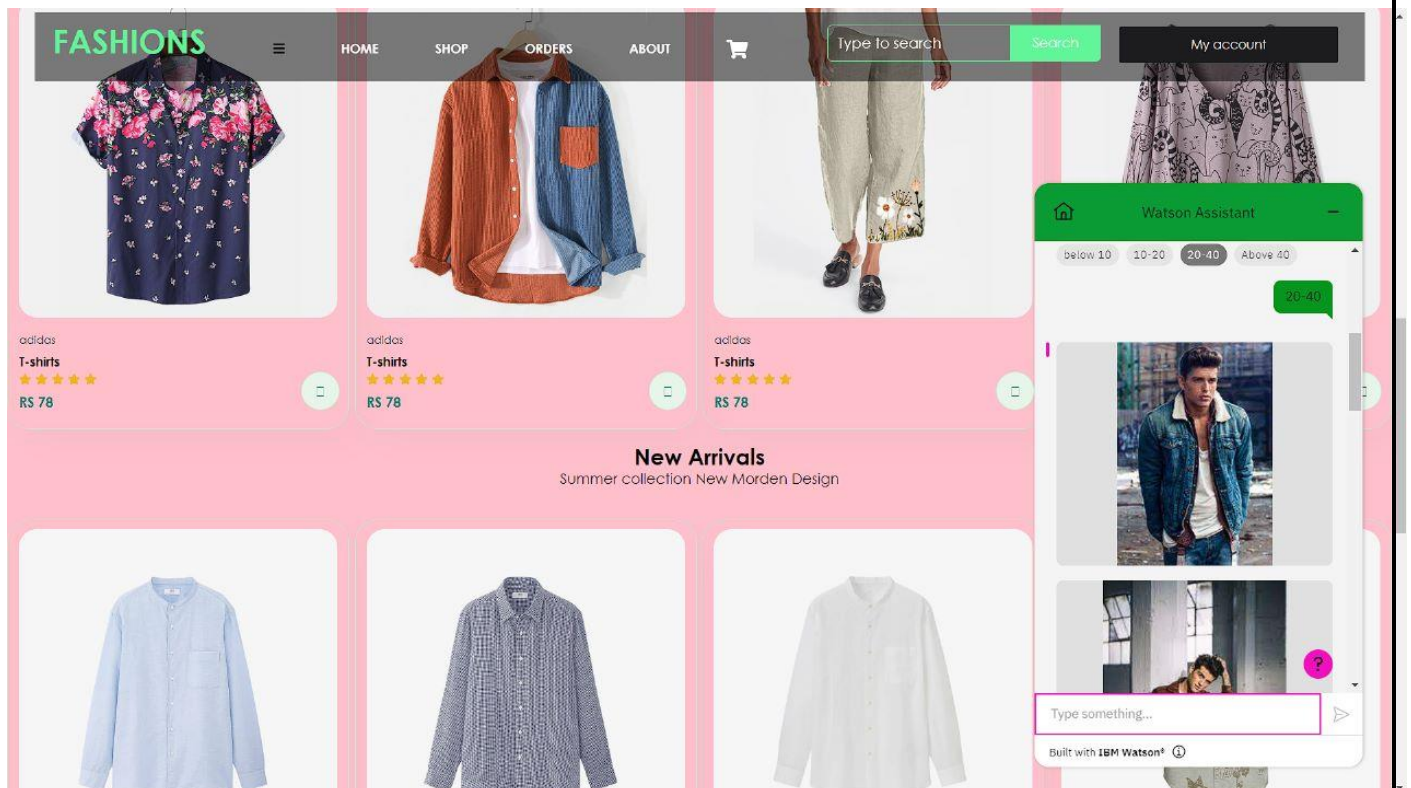 FASHIONS
HOME SHOP ORDERS ABOUT
Type to search Search My account
Watson Assistant
below 10 10-20 20-40 Above 40
20-40
adidas
T-shirts
RS 78
adidas
T-shirts
RS 78
adidas
T-shirts
RS 78
New Arrivals
Summer collection New Morden Design
?
Type something...
Built with IBM Watson®